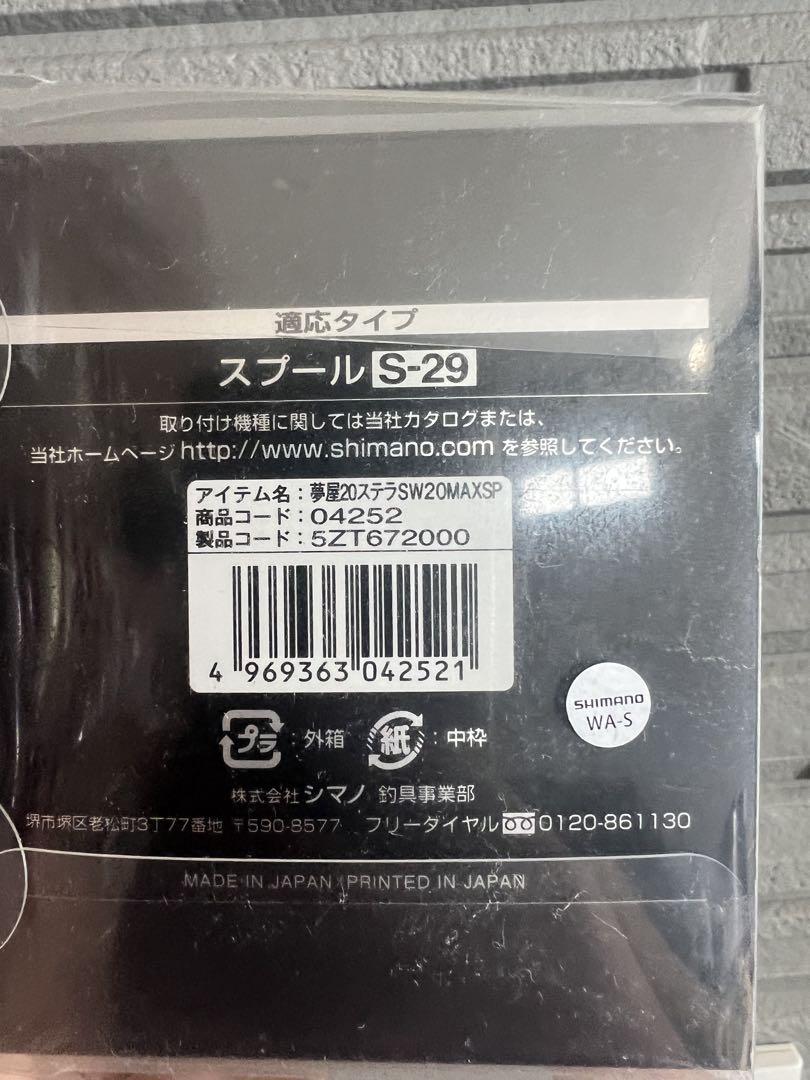 適応タイプ
スプール S-29
取り付け機種に関しては当社カタログまたは、
当社ホームページ http://www.shimano.com を参照してください。
アイテム名：夢屋20ステラSW20MAXSP
商品コード：04252
製品コード：5ZT672000
4 969363 042521
SHIMANO
WA-S
プラ：外箱 紙：中枠
株式会社 シマノ 釣具事業部
堺市堺区老松町3丁77番地 〒590-8577 フリーダイヤル 0120-861130
MADE IN JAPAN /PRINTED IN JAPAN